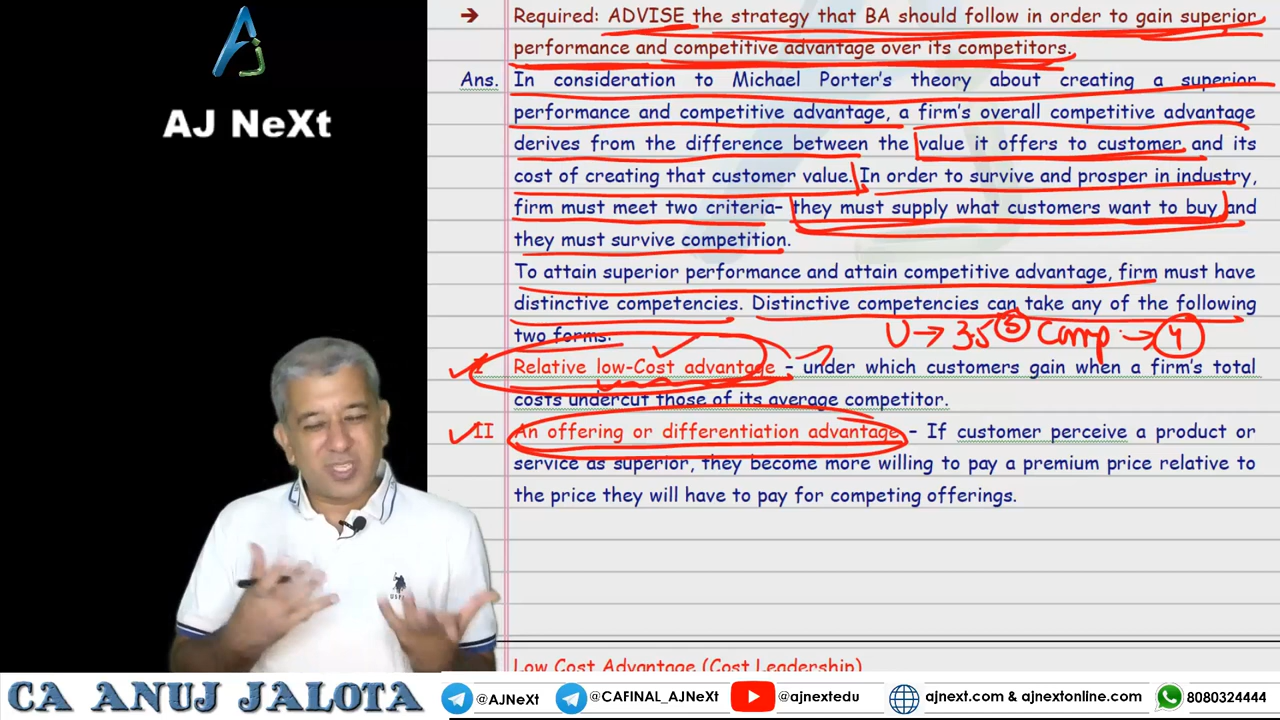 AJ NeXt
→ Required: ADVISE the strategy that BA should follow in order to gain superior
performance and competitive advantage over its competitors.
Ans. In consideration to Michael Porter's theory about creating a superior
performance and competitive advantage, a firm's overall competitive advantage
derives from the difference between the value it offers to customer and its
cost of creating that customer value. In order to survive and prosper in industry,
firm must meet two criteria– they must supply what customers want to buy and
they must survive competition.
To attain superior performance and attain competitive advantage, firm must have
distinctive competencies. Distinctive competencies can take any of the following
two forms:
U → 3.5 Comp → 4
I Relative low-Cost advantage – under which customers gain when a firm's total
costs undercut those of its average competitor.
II An offering or differentiation advantage – If customer perceive a product or
service as superior, they become more willing to pay a premium price relative to
the price they will have to pay for competing offerings.
Low Cost Advantage (Cost Leadership)
CA ANUJ JALOTA @AJNeXt @CAFINAL_AJNeXt @ajnextedu ajnext.com & ajnextonline.com 8080324444